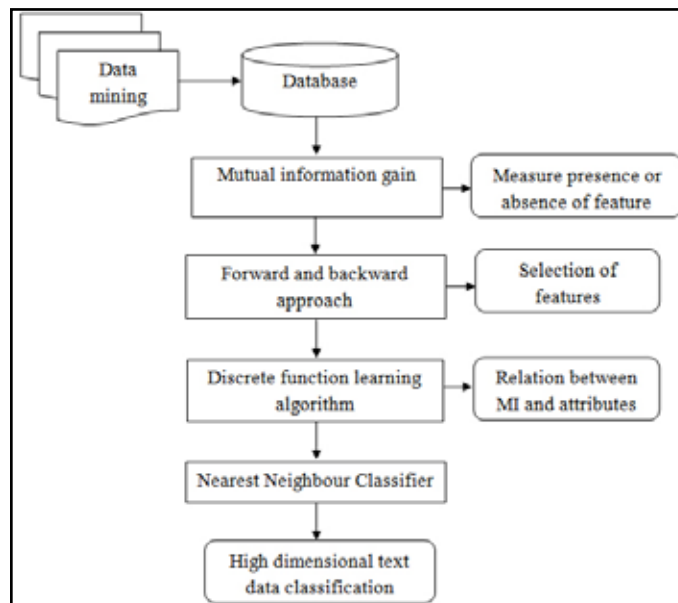 Data
mining
Database
Mutual information gain
Measure presence or
absence of feature
Forward and backward
approach
Selection of
features
Discrete function learning
algorithm
Relation between
MI and attributes
Nearest Neighbour Classifier
High dimensional text
data classification